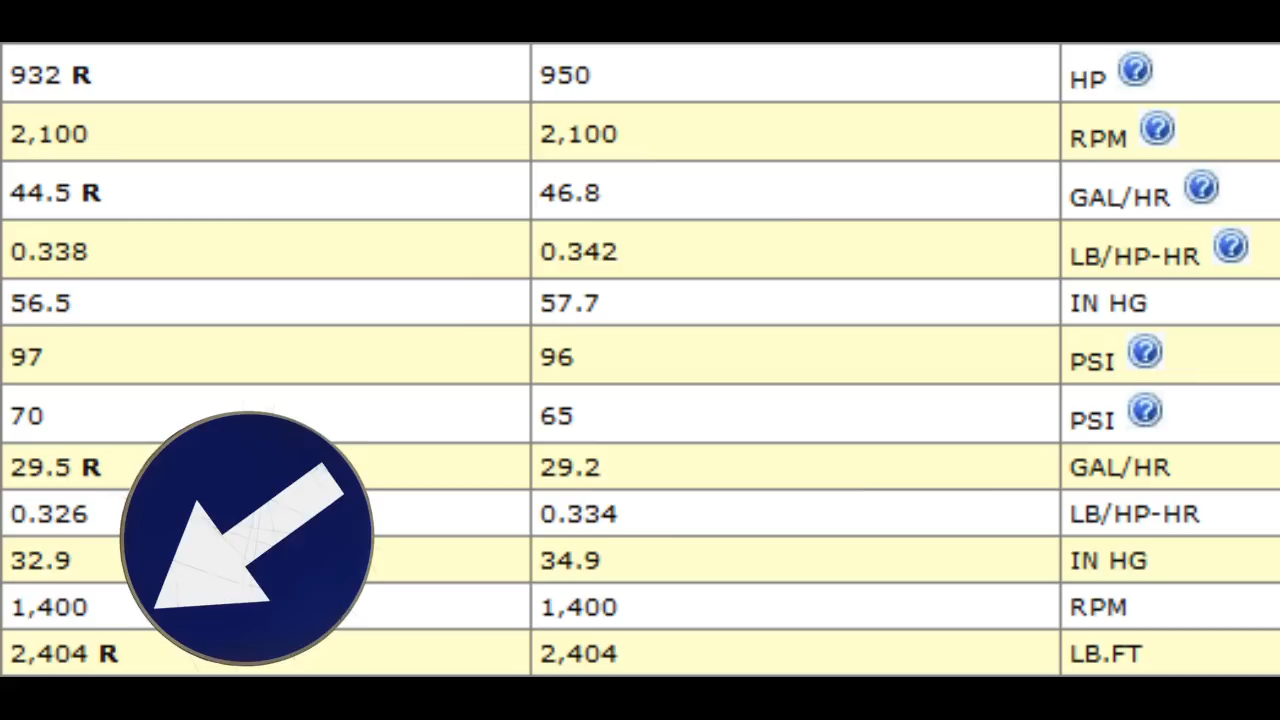 932 R 950 HP
2,100 2,100 RPM
44.5 R 46.8 GAL/HR
0.338 0.342 LB/HP-HR
56.5 57.7 IN HG
97 96 PSI
70 65 PSI
29.5 R 29.2 GAL/HR
0.326 0.334 LB/HP-HR
32.9 34.9 IN HG
1,400 1,400 RPM
2,404 R 2,404 LB.FT